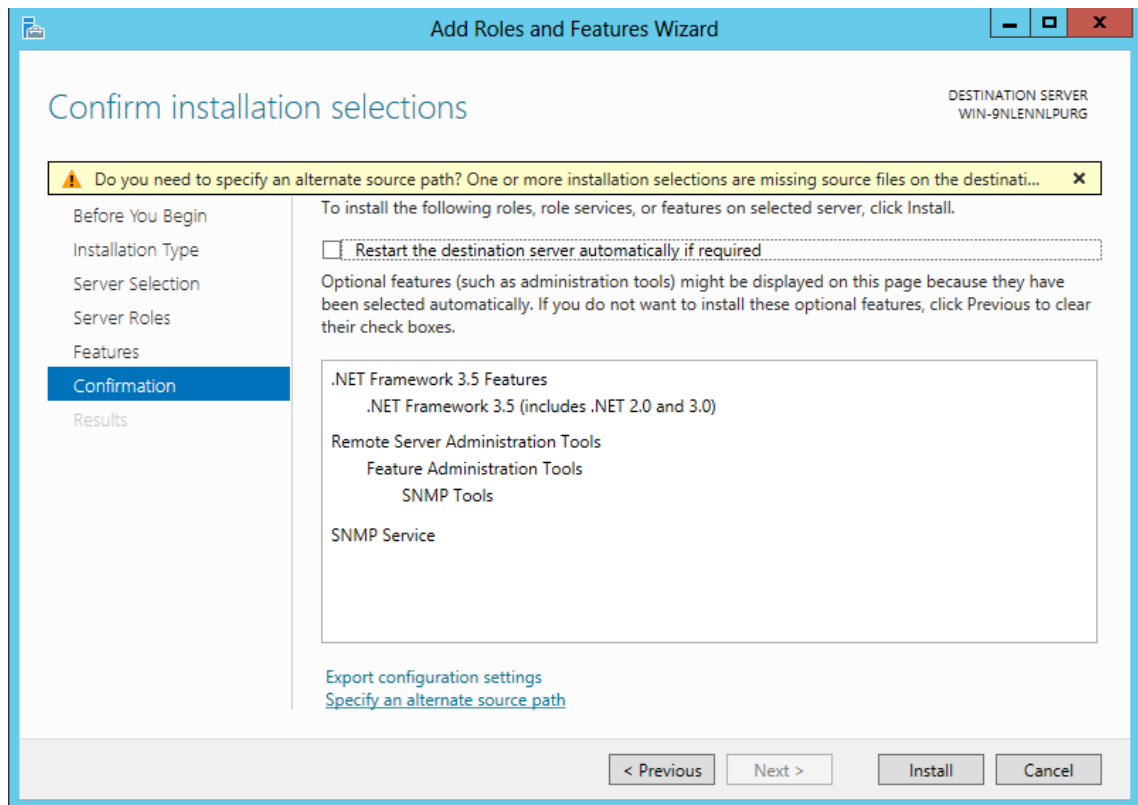 Add Roles and Features Wizard
Confirm installation selections
DESTINATION SERVER
WIN-9NLENNLPURG
Do you need to specify an alternate source path? One or more installation selections are missing source files on the destinati...
Before You Begin
Installation Type
Server Selection
Server Roles
Features
Confirmation
Results
To install the following roles, role services, or features on selected server, click Install.
Restart the destination server automatically if required
Optional features (such as administration tools) might be displayed on this page because they have
been selected automatically. If you do not want to install these optional features, click Previous to clear
their check boxes.
.NET Framework 3.5 Features
.NET Framework 3.5 (includes .NET 2.0 and 3.0)
Remote Server Administration Tools
Feature Administration Tools
SNMP Tools
SNMP Service
Export configuration settings
Specify an alternate source path
< Previous
Next >
Install
Cancel